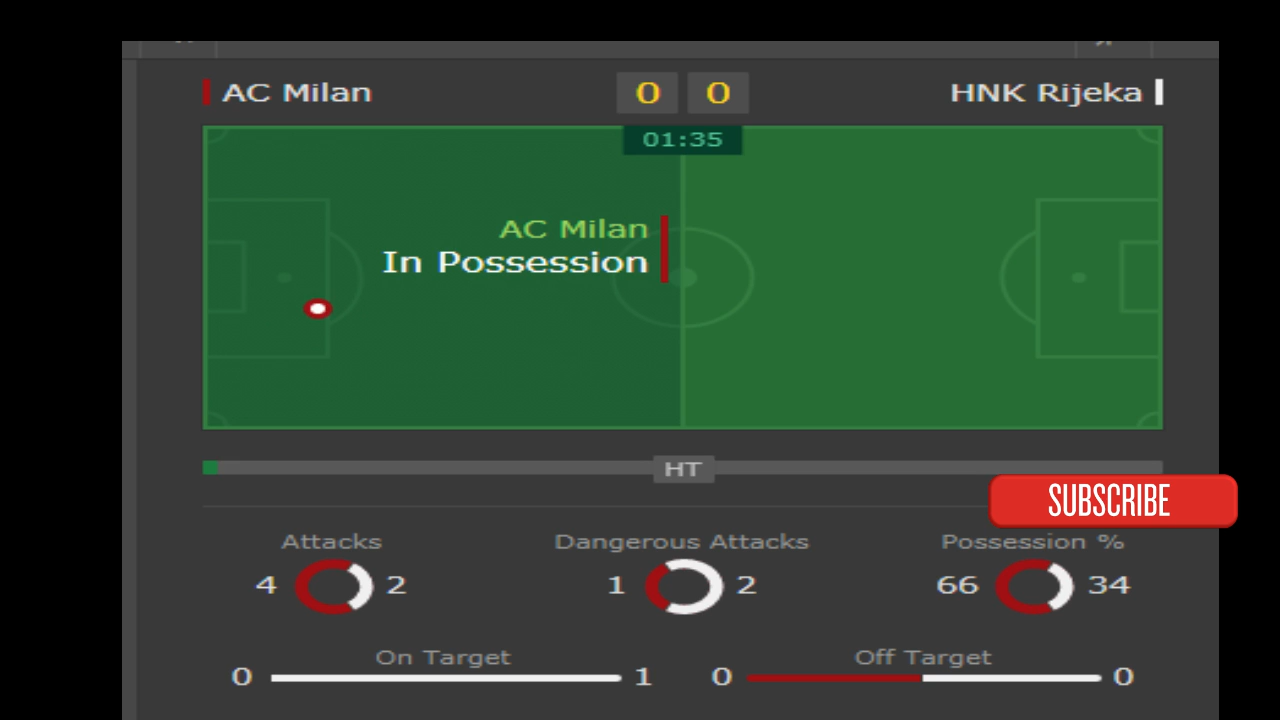 AC Milan 0 0 HNK Rijeka
01:35
AC Milan
In Possession
HT
SUBSCRIBE
Attacks Dangerous Attacks Possession %
4 2 1 2 66 34
On Target Off Target
0 1 0 0